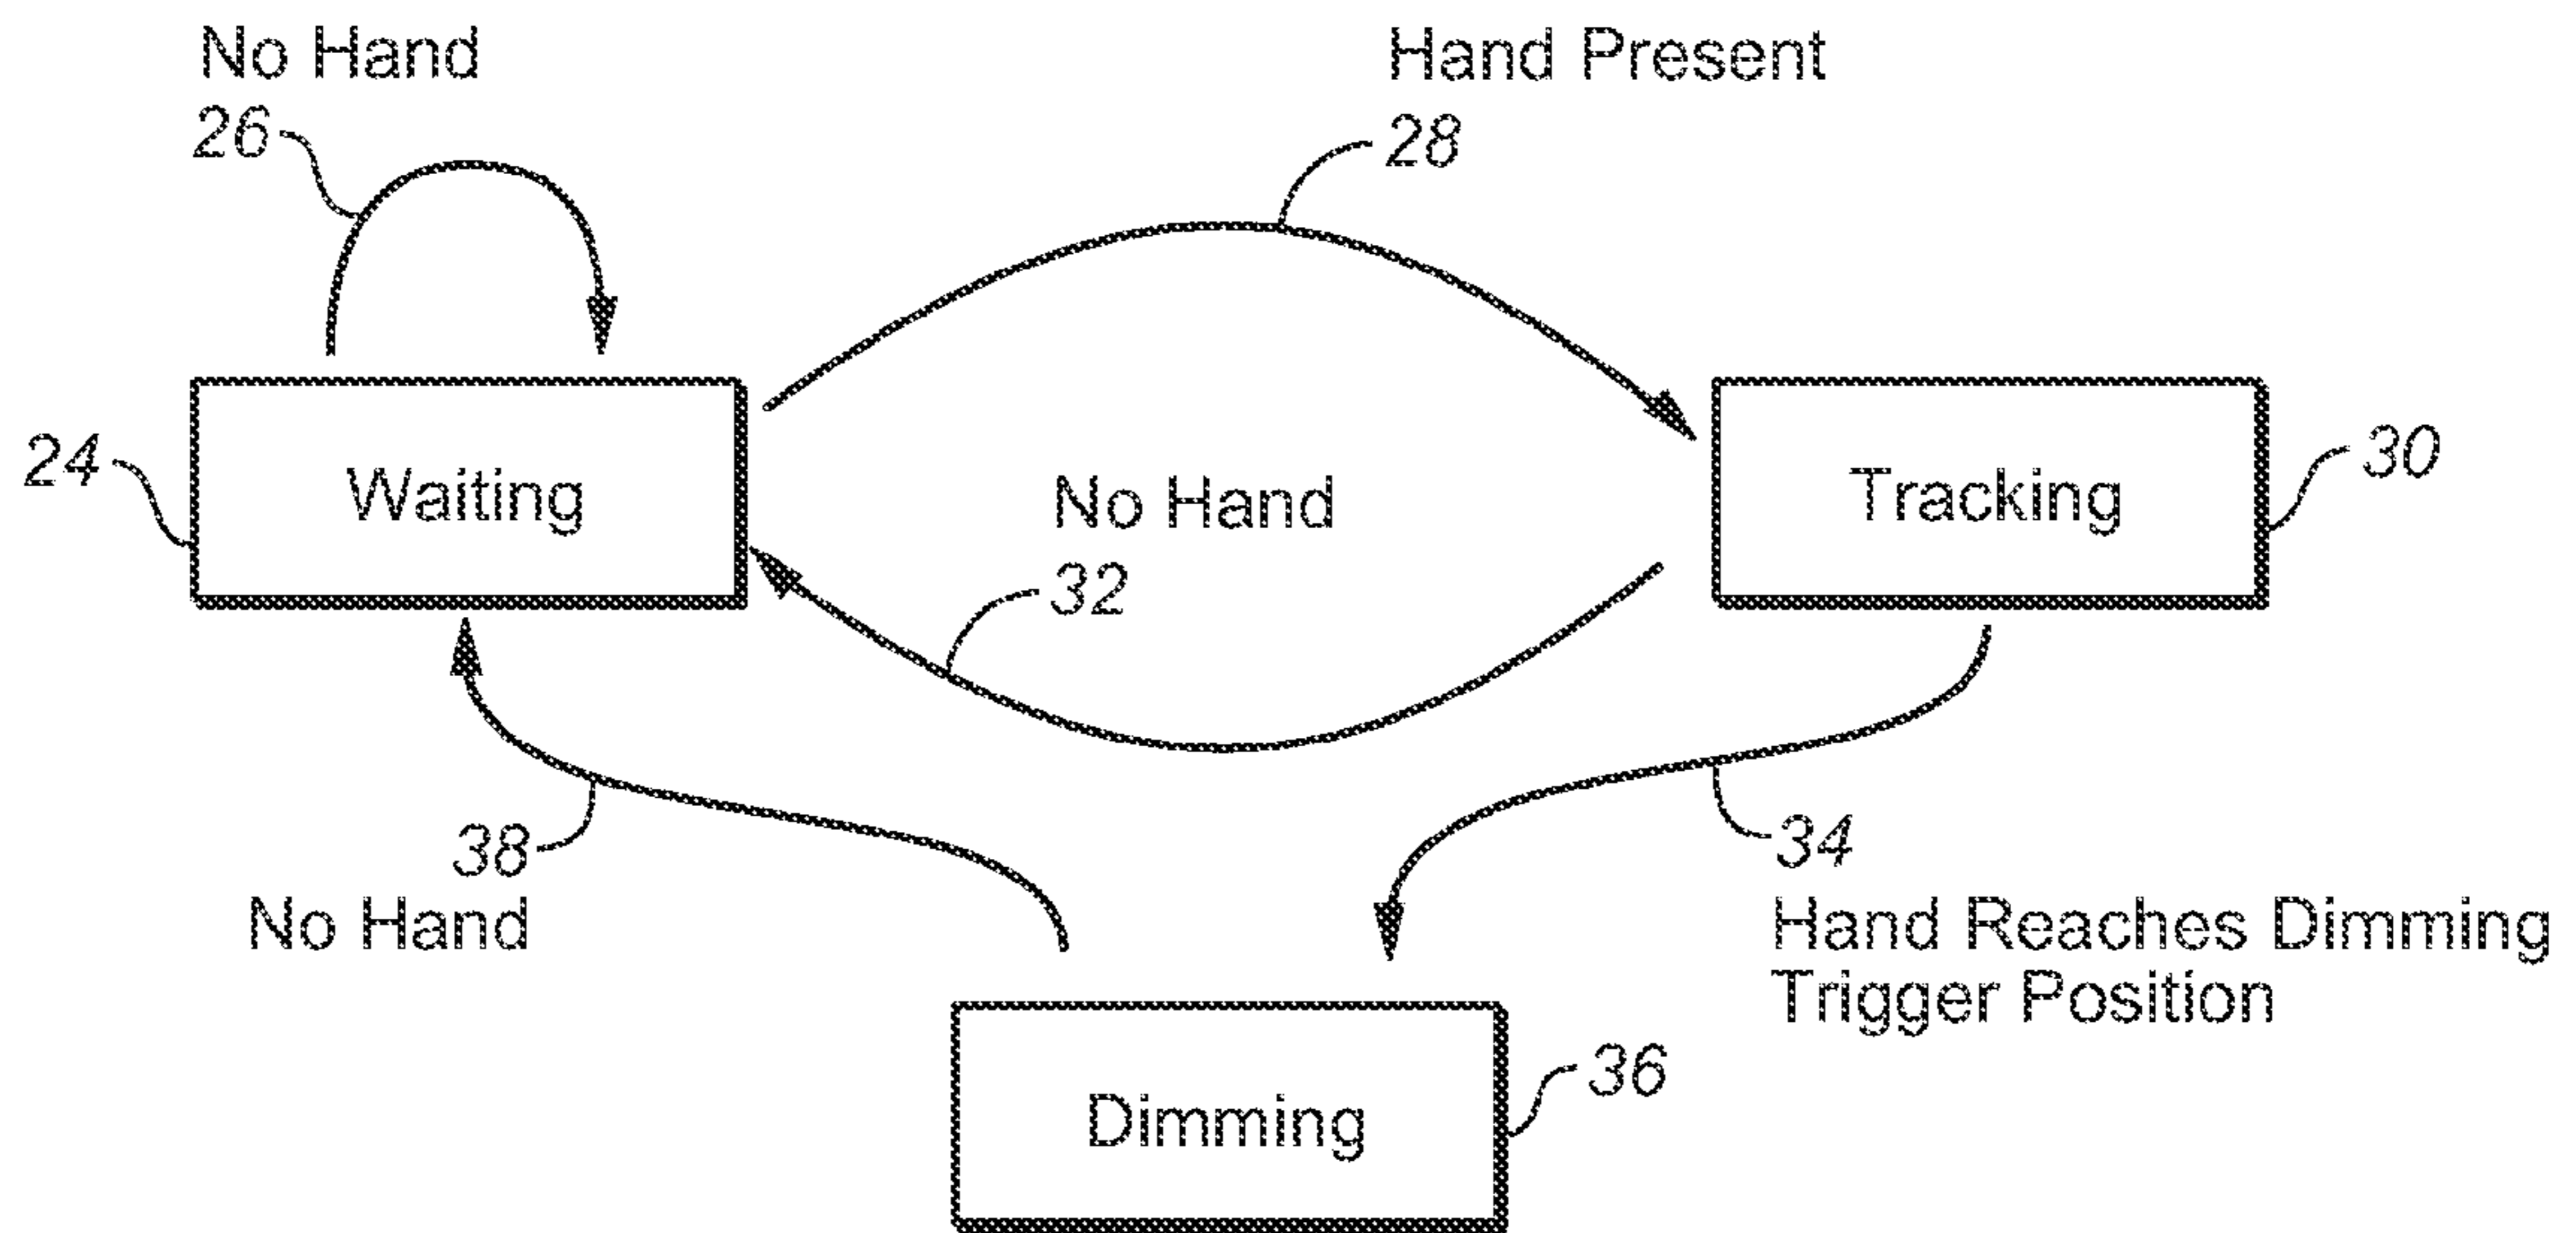 No Hand
26
Hand Present
28
24
Waiting
No Hand
32
Tracking
30
38
No Hand
34
Hand Reaches Dimming
Trigger Position
Dimming
36